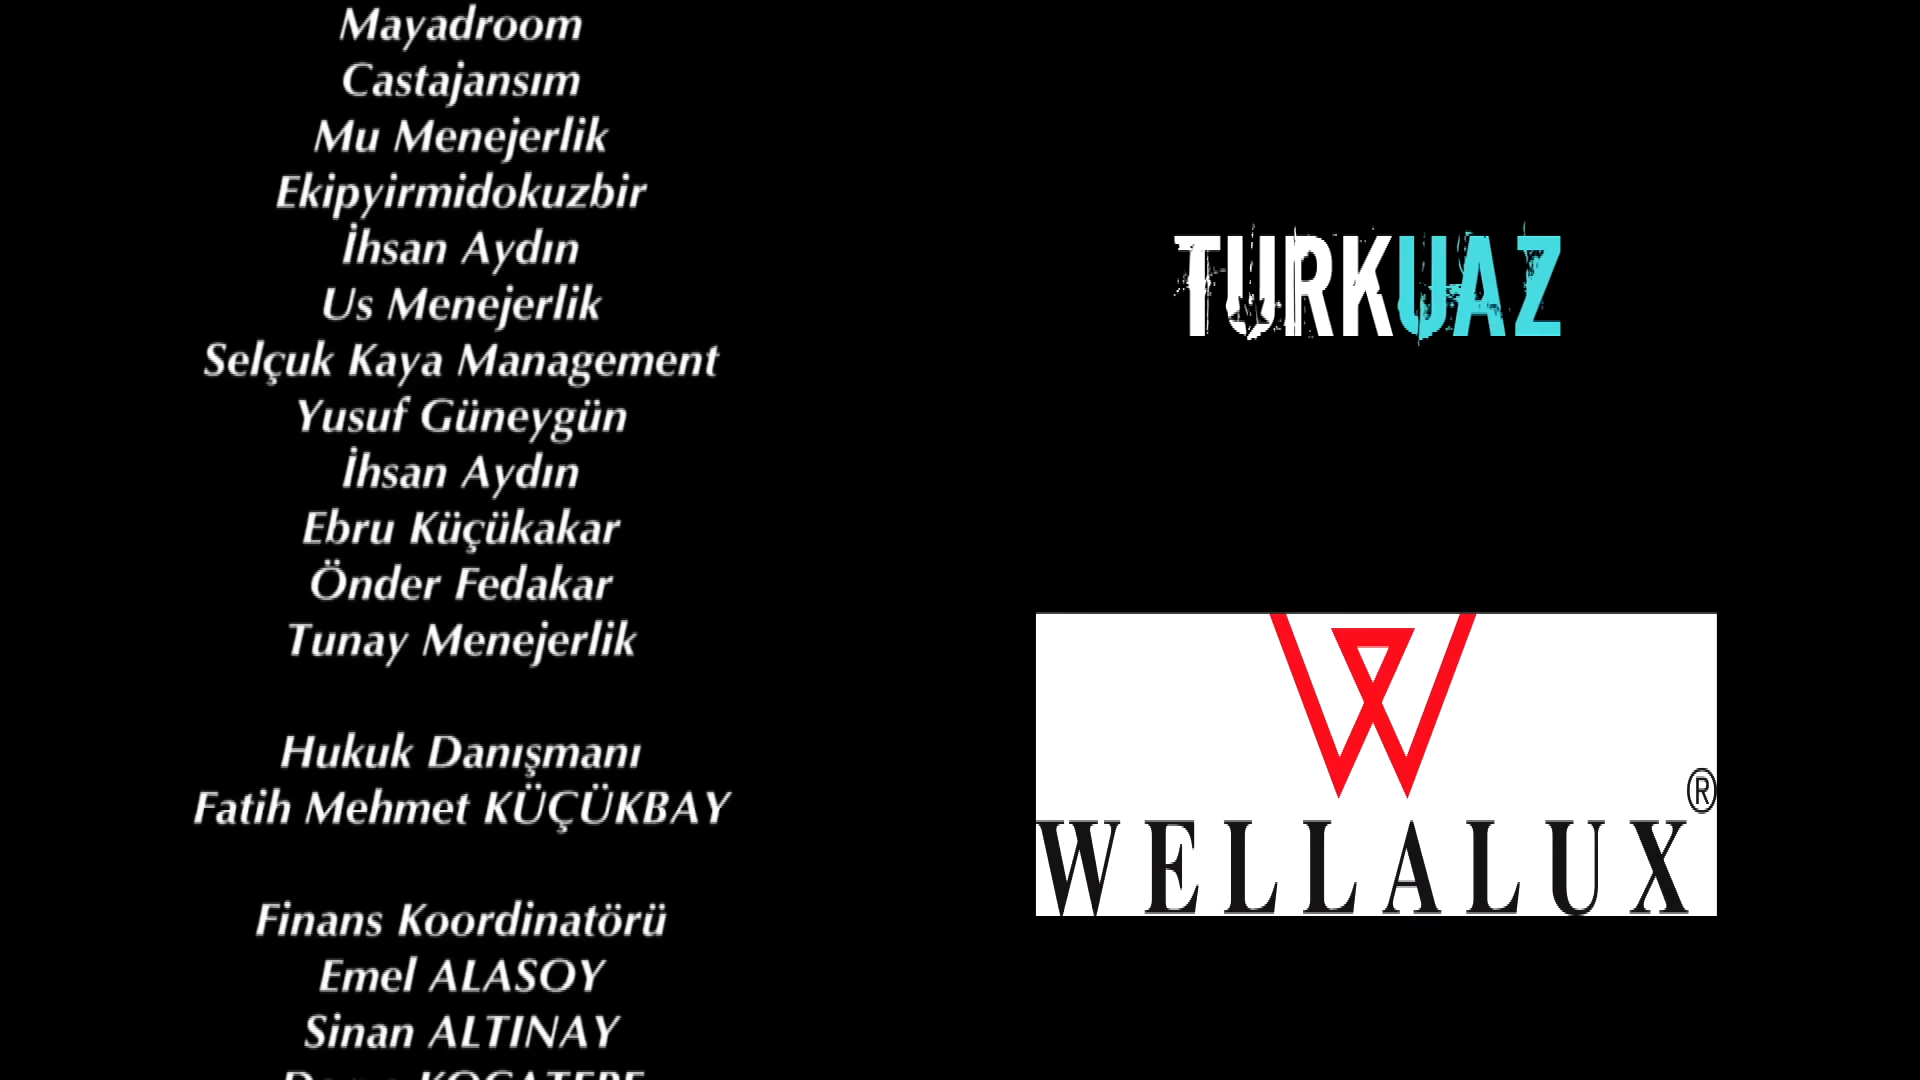 Mayadroom
Castajansım
Mu Menejerlik
Ekipyirmidokuzbir
İhsan Aydın
Us Menejerlik
Selçuk Kaya Management
Yusuf Güneygün
İhsan Aydın
Ebru Küçükakar
Önder Fedakar
Tunay Menejerlik
Hukuk Danışmanı
Fatih Mehmet KÜÇÜKBAY
Finans Koordinatörü
Emel ALASOY
Sinan ALTINAY
TURKUAZ
WELLALUX®